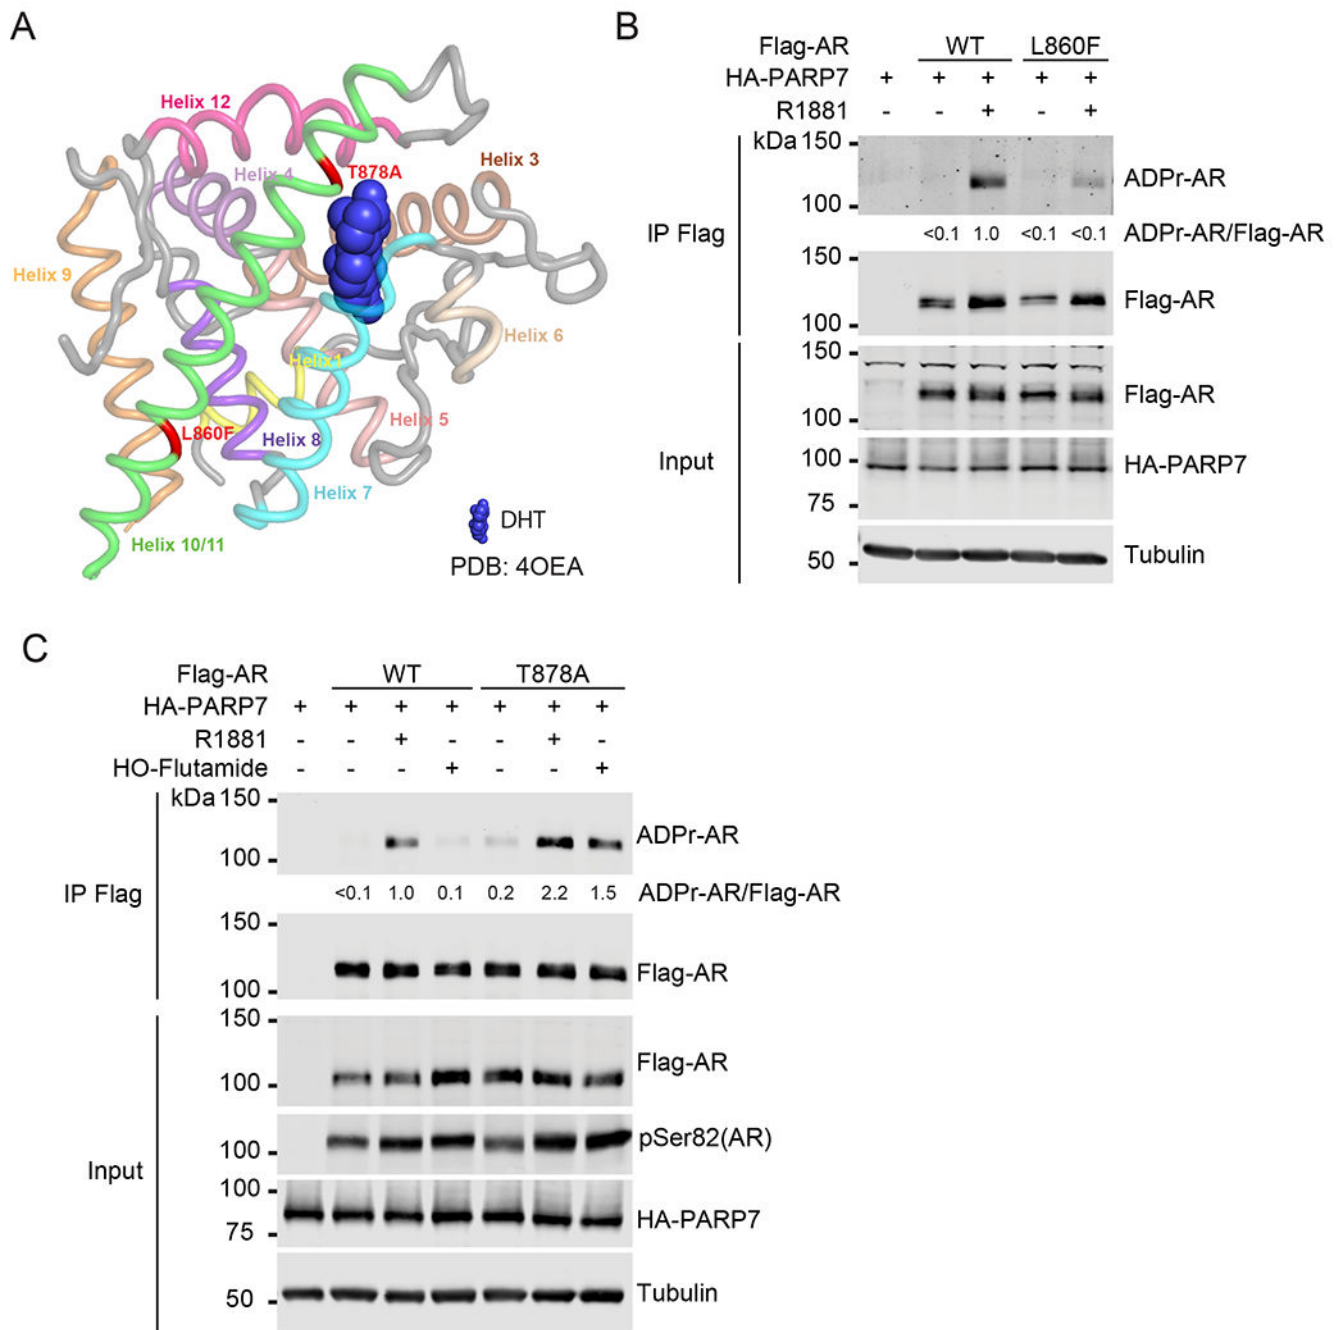 A
Helix 12
Helix 4
T878A
Helix 3
Helix 9
Helix 6
Helix1
Helix 5
L860F
Helix 8
Helix 7
Helix 10/11
DHT
PDB: 4OEA
B
Flag-AR WT L860F
HA-PARP7 + + + + +
R1881 - - + - +
kDa 150
ADPr-AR
100
IP Flag
<0.1 1.0 <0.1 <0.1 ADPr-AR/Flag-AR
150
Flag-AR
100
150
Flag-AR
100
Input
100 HA-PARP7
75
50 Tubulin
C
Flag-AR WT T878A
HA-PARP7 + + + + + + +
R1881 - - + - - + -
HO-Flutamide - - - + - - +
kDa 150
ADPr-AR
100
IP Flag
<0.1 1.0 0.1 0.2 2.2 1.5 ADPr-AR/Flag-AR
150
Flag-AR
100
150
Flag-AR
100
pSer82(AR)
100
Input
100
HA-PARP7
75
50 Tubulin